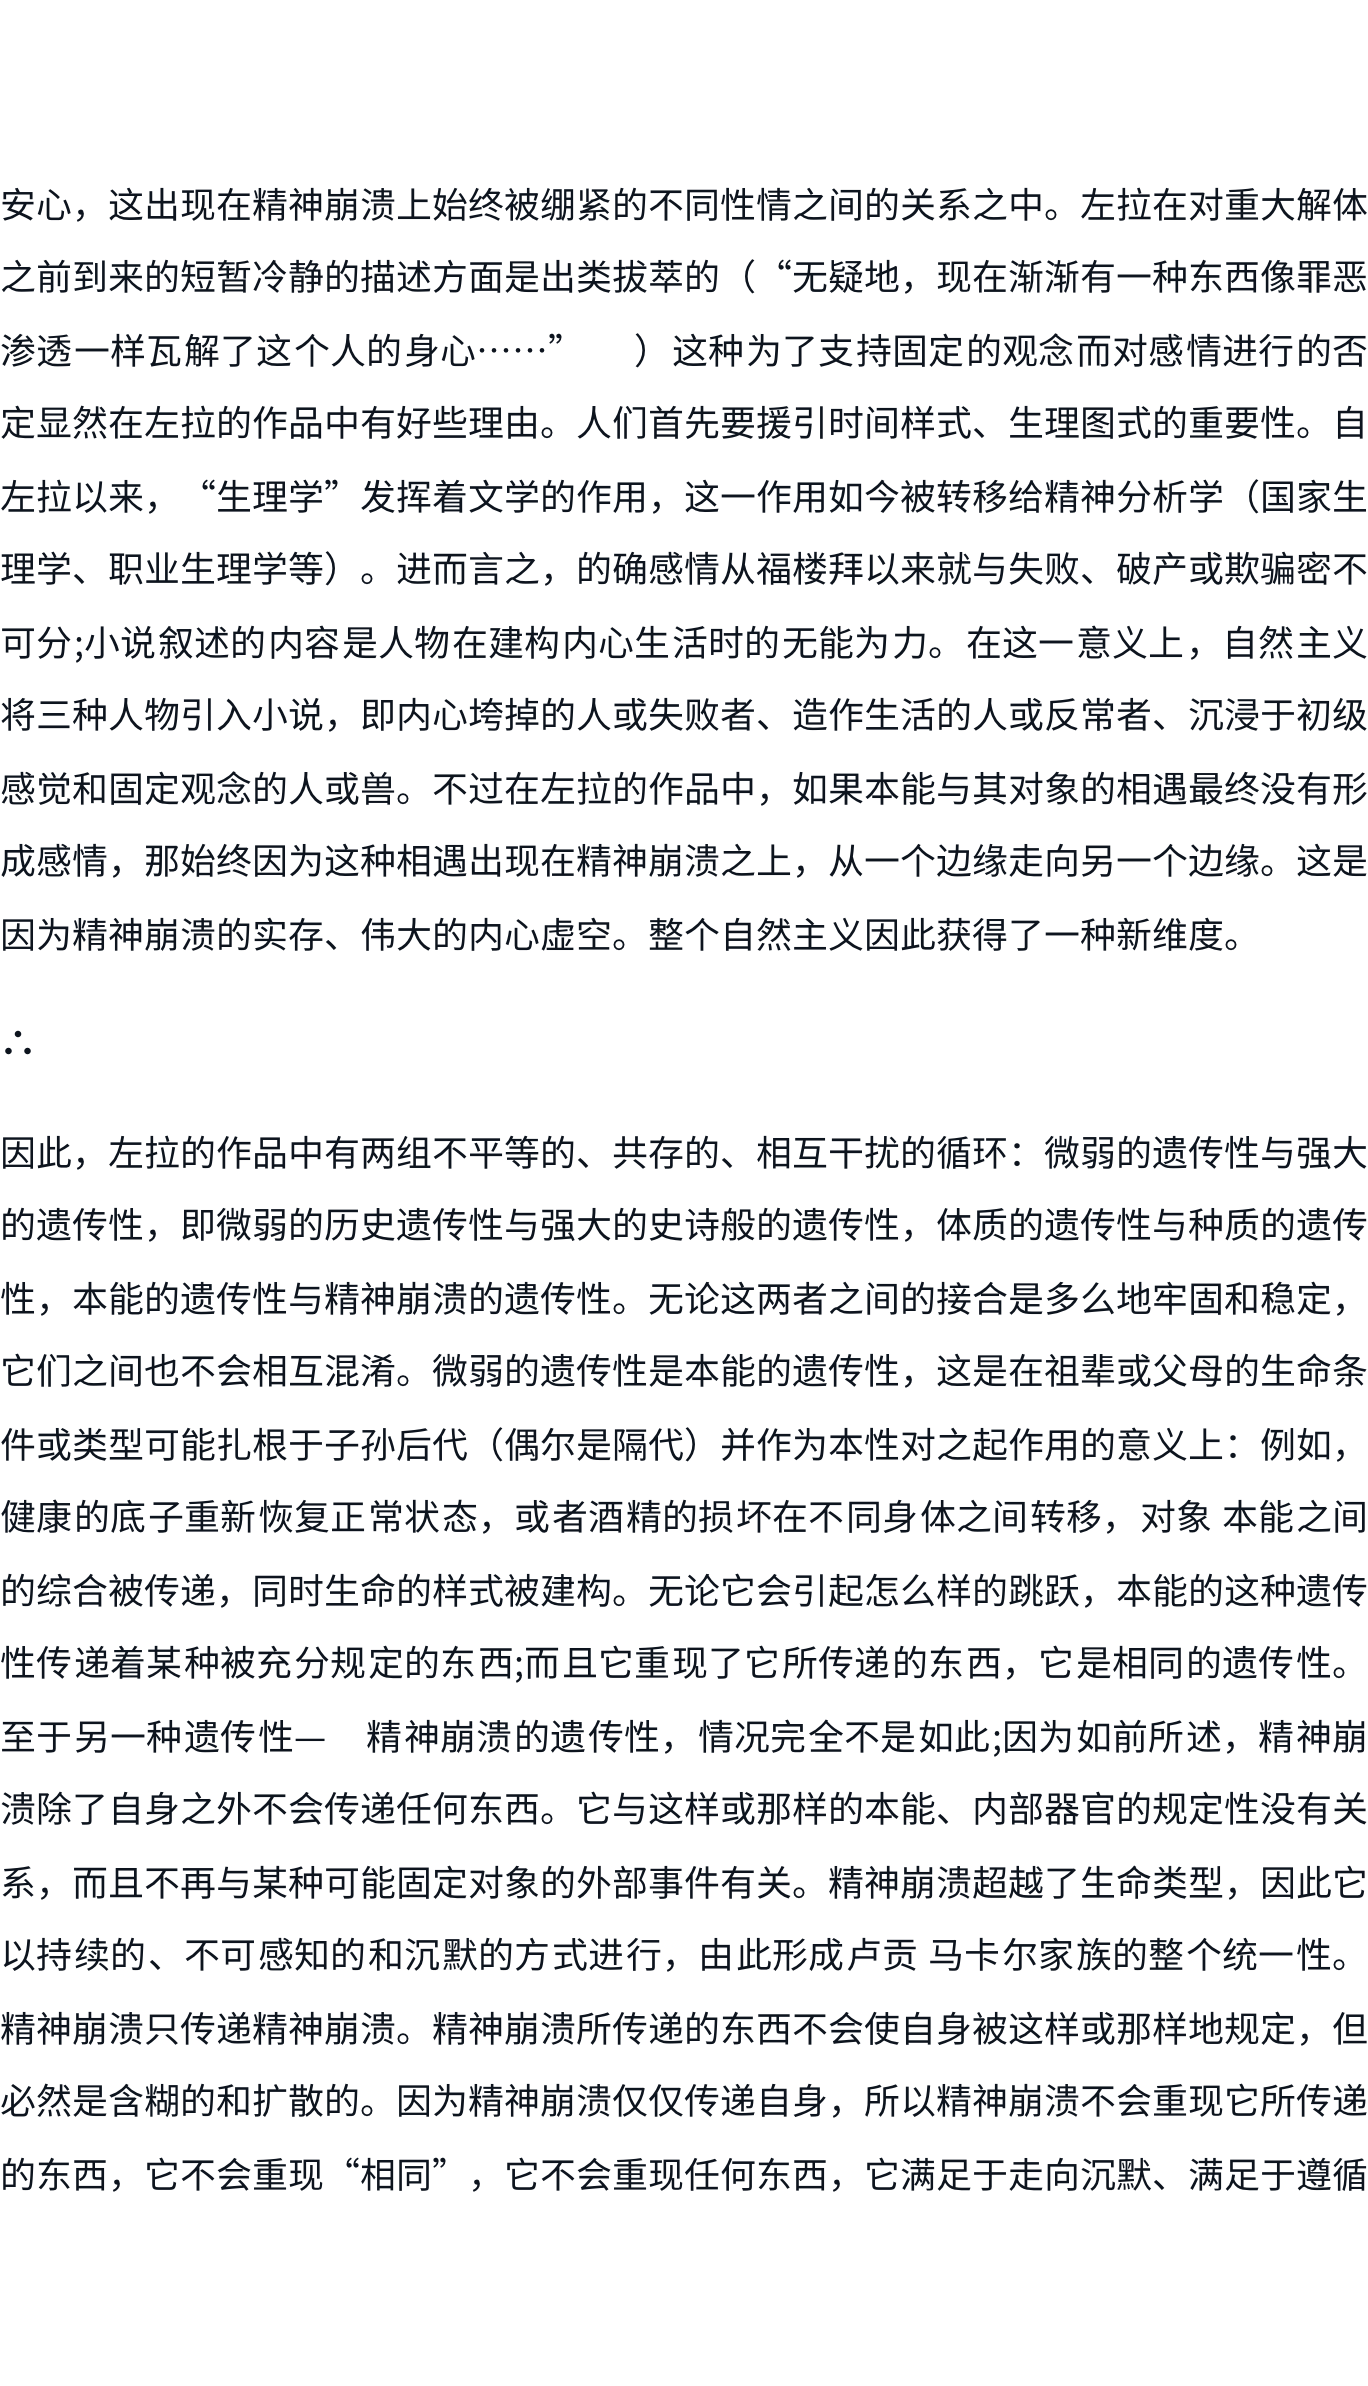 安心，这出现在精神崩溃上始终被绷紧的不同性情之间的关系之中。左拉在对重大解体
之前到来的短暂冷静的描述方面是出类拔萃的（“无疑地，现在渐渐有一种东西像罪恶
渗透一样瓦解了这个人的身心……”　　）这种为了支持固定的观念而对感情进行的否
定显然在左拉的作品中有好些理由。人们首先要援引时间样式、生理图式的重要性。自
左拉以来，“生理学”发挥着文学的作用，这一作用如今被转移给精神分析学（国家生
理学、职业生理学等）。进而言之，的确感情从福楼拜以来就与失败、破产或欺骗密不
可分;小说叙述的内容是人物在建构内心生活时的无能为力。在这一意义上，自然主义
将三种人物引入小说，即内心垮掉的人或失败者、造作生活的人或反常者、沉浸于初级
感觉和固定观念的人或兽。不过在左拉的作品中，如果本能与其对象的相遇最终没有形
成感情，那始终因为这种相遇出现在精神崩溃之上，从一个边缘走向另一个边缘。这是
因为精神崩溃的实存、伟大的内心虚空。整个自然主义因此获得了一种新维度。
∴
因此，左拉的作品中有两组不平等的、共存的、相互干扰的循环：微弱的遗传性与强大
的遗传性，即微弱的历史遗传性与强大的史诗般的遗传性，体质的遗传性与种质的遗传
性，本能的遗传性与精神崩溃的遗传性。无论这两者之间的接合是多么地牢固和稳定，
它们之间也不会相互混淆。微弱的遗传性是本能的遗传性，这是在祖辈或父母的生命条
件或类型可能扎根于子孙后代（偶尔是隔代）并作为本性对之起作用的意义上：例如，
健康的底子重新恢复正常状态，或者酒精的损坏在不同身体之间转移，对象 本能之间
的综合被传递，同时生命的样式被建构。无论它会引起怎么样的跳跃，本能的这种遗传
性传递着某种被充分规定的东西;而且它重现了它所传递的东西，它是相同的遗传性。
至于另一种遗传性—　精神崩溃的遗传性，情况完全不是如此;因为如前所述，精神崩
溃除了自身之外不会传递任何东西。它与这样或那样的本能、内部器官的规定性没有关
系，而且不再与某种可能固定对象的外部事件有关。精神崩溃超越了生命类型，因此它
以持续的、不可感知的和沉默的方式进行，由此形成卢贡 马卡尔家族的整个统一性。
精神崩溃只传递精神崩溃。精神崩溃所传递的东西不会使自身被这样或那样地规定，但
必然是含糊的和扩散的。因为精神崩溃仅仅传递自身，所以精神崩溃不会重现它所传递
的东西，它不会重现“相同”，它不会重现任何东西，它满足于走向沉默、满足于遵循